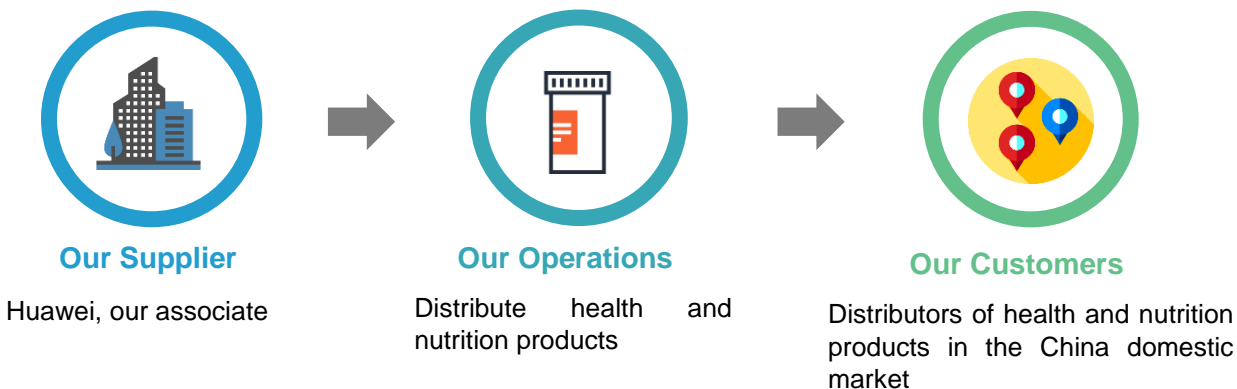 Our Supplier
Huawei, our associate
Our Operations
Distribute health and
nutrition products
Our Customers
Distributors of health and nutrition
products in the China domestic
market